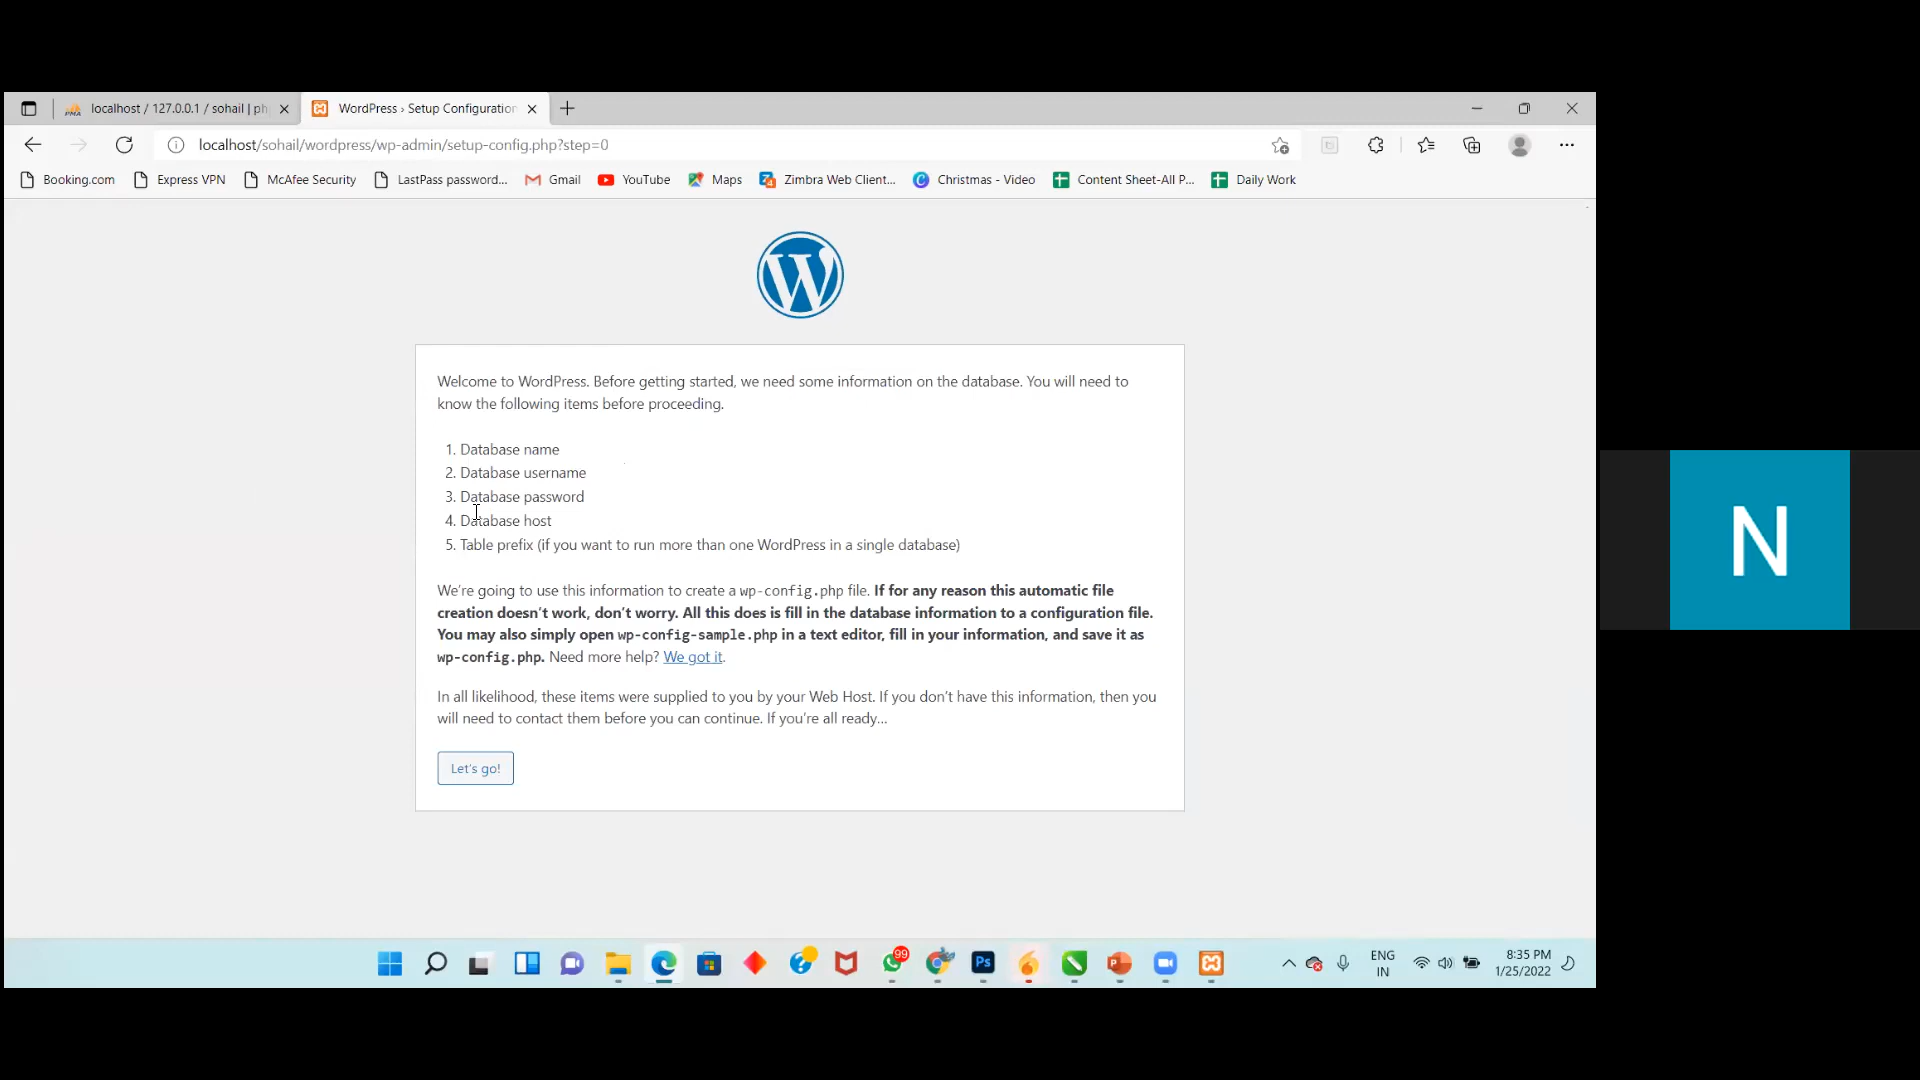 localhost / 127.0.0.1 / sohail | ph
WordPress › Setup Configuration
localhost/sohail/wordpress/wp-admin/setup-config.php?step=0
Booking.com Express VPN McAfee Security LastPass password... Gmail YouTube Maps Zimbra Web Client... Christmas - Video Content Sheet-All P... Daily Work
Welcome to WordPress. Before getting started, we need some information on the database. You will need to
know the following items before proceeding.
1. Database name
2. Database username
3. Database password
4. Database host
5. Table prefix (if you want to run more than one WordPress in a single database)
We're going to use this information to create a wp-config.php file. If for any reason this automatic file
creation doesn't work, don't worry. All this does is fill in the database information to a configuration file.
You may also simply open wp-config-sample.php in a text editor, fill in your information, and save it as
wp-config.php. Need more help? We got it.
In all likelihood, these items were supplied to you by your Web Host. If you don't have this information, then you
will need to contact them before you can continue. If you're all ready...
Let's go!
N
99
Ps
ENG
IN
8:35 PM
1/25/2022